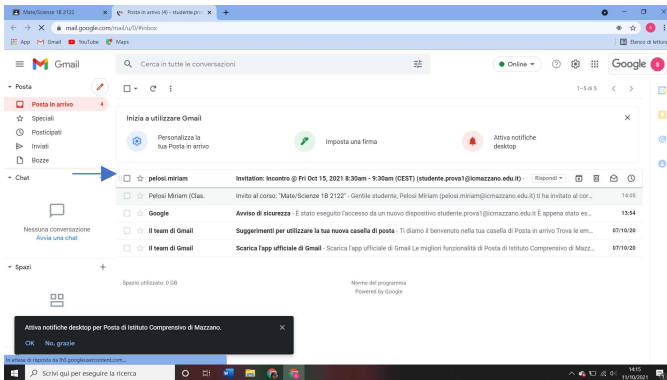 Mate/Scienze 1B 2122
Posta in arrivo (4) - studente.prov
mail.google.com/mail/u/0/#inbox
App Gmail YouTube Maps Elenco di lettura
Gmail
Cerca in tutte le conversazioni
Online
Google
Posta
Posta in arrivo 4
Speciali
Posticipati
Inviati
Bozze
Chat
Nessuna conversazione
Avvia una chat
Spazi
1–5 di 5
Inizia a utilizzare Gmail
Personalizza la
tua Posta in arrivo
Imposta una firma
Attiva notifiche
desktop
pelosi.miriam Invitation: Incontro @ Fri Oct 15, 2021 8:30am - 9:30am (CEST) (studente.prova1@icmazzano.edu.it) - Rispondi
Pelosi Miriam (Clas. Invito al corso: "Mate/Scienze 1B 2122" - Gentile studente, Pelosi Miriam (pelosi.miriam@icmazzano.edu.it) ti ha invitato al cor... 14:05
Google Avviso di sicurezza - È stato eseguito l'accesso da un nuovo dispositivo studente.prova1@icmazzano.edu.it È appena stato es... 13:54
Il team di Gmail Suggerimenti per utilizzare la tua nuova casella di posta - Ti diamo il benvenuto nella tua casella di Posta in arrivo Trova le em... 07/10/20
Il team di Gmail Scarica l'app ufficiale di Gmail - Scarica l'app ufficiale di Gmail Le migliori funzionalità di Posta di Istituto Comprensivo di Mazz... 07/10/20
Spazio utilizzato: 0 GB
Norme del programma
Powered by Google
Attiva notifiche desktop per Posta di Istituto Comprensivo di Mazzano.
OK No, grazie
In attesa di risposta da lh3.googleusercontent.com...
Scrivi qui per eseguire la ricerca
14:15
11/10/2021